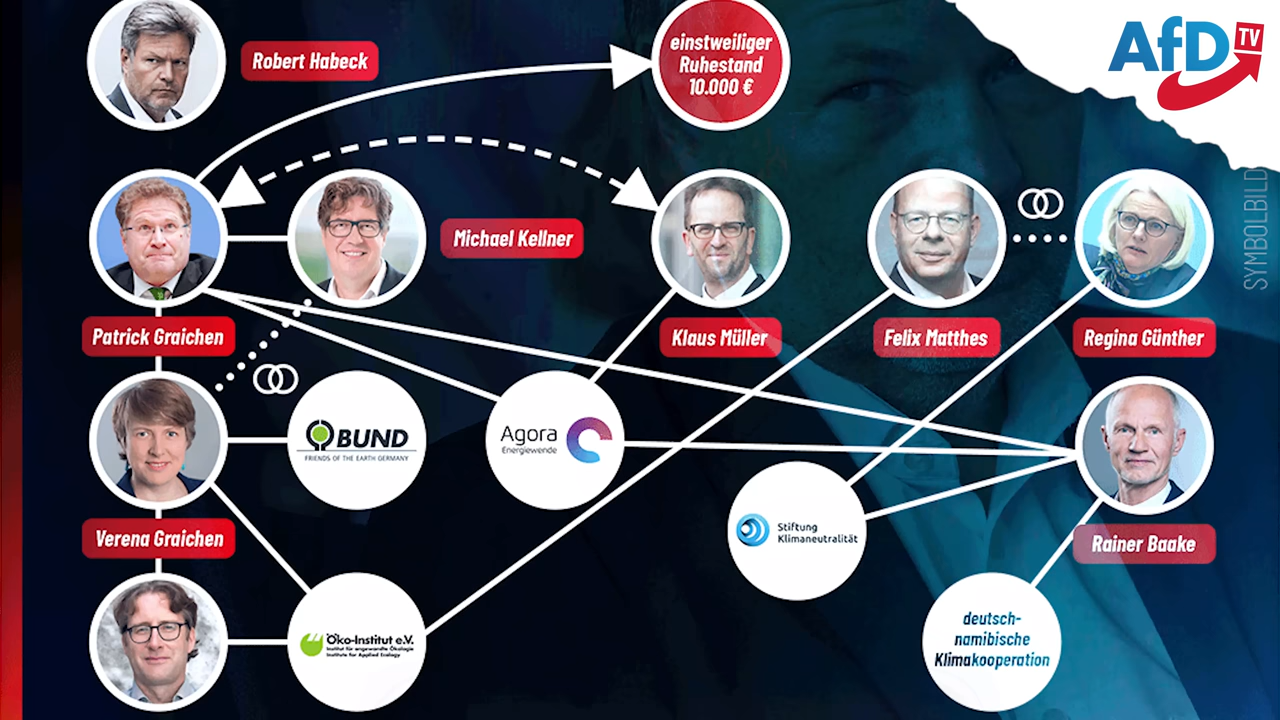 Robert Habeck
einstweiliger
Ruhestand
10.000 €
AfD TV
SYMBOLBILD
Michael Kellner
Patrick Graichen
Klaus Müller
Felix Matthes
Regina Günther
BUND
FRIENDS OF THE EARTH GERMANY
Agora
Energiewende
Stiftung
Klimaneutralität
Verena Graichen
Rainer Baake
Öko-Institut e.V.
Institut für angewandte Ökologie
Institute for Applied Ecology
deutsch-
namibische
Klimakooperation